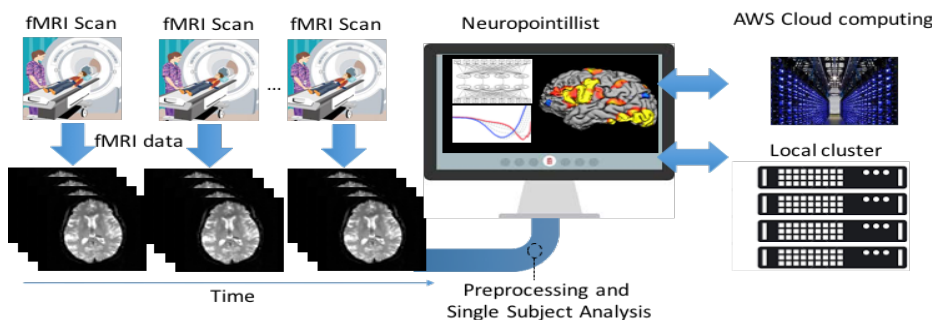 fMRI Scan
fMRI Scan
fMRI Scan
Neuropointillist
AWS Cloud computing
...
fMRI data
Local cluster
Time
Preprocessing and
Single Subject Analysis